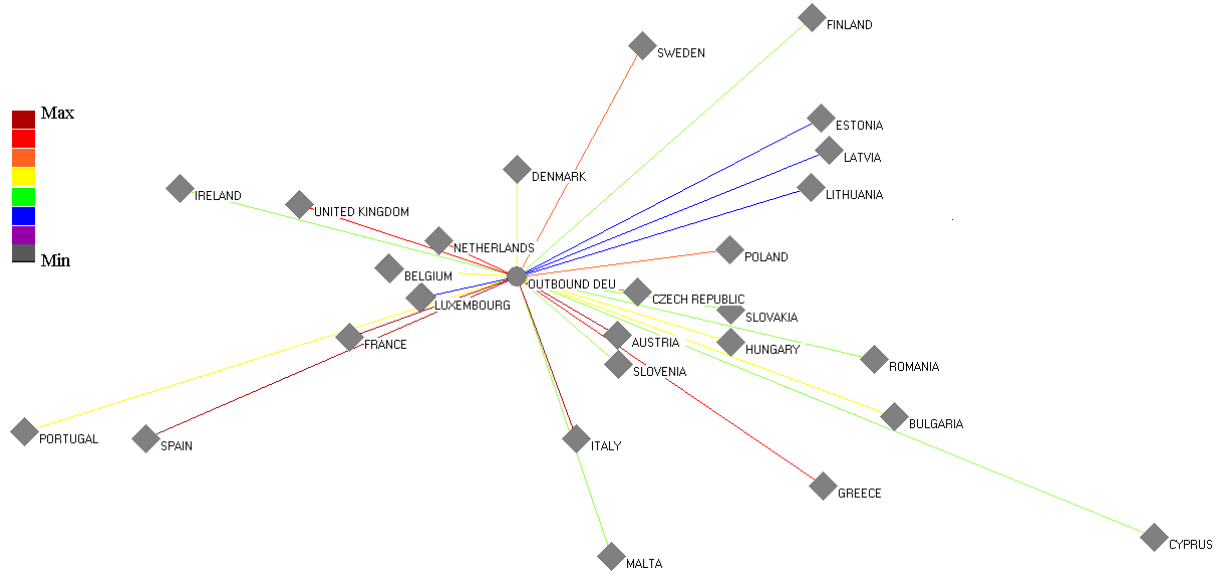 FINLAND
SWEDEN
Max
ESTONIA
LATVIA
DENMARK
IRELAND
LITHUANIA
UNITED KINGDOM
NETHERLANDS
POLAND
Min
BELGIUM
OUTBOUND DEU
CZECH REPUBLIC
LUXEMBOURG
SLOVAKIA
FRANCE
AUSTRIA
HUNGARY
ROMANIA
SLOVENIA
BULGARIA
PORTUGAL
SPAIN
ITALY
GREECE
CYPRUS
MALTA